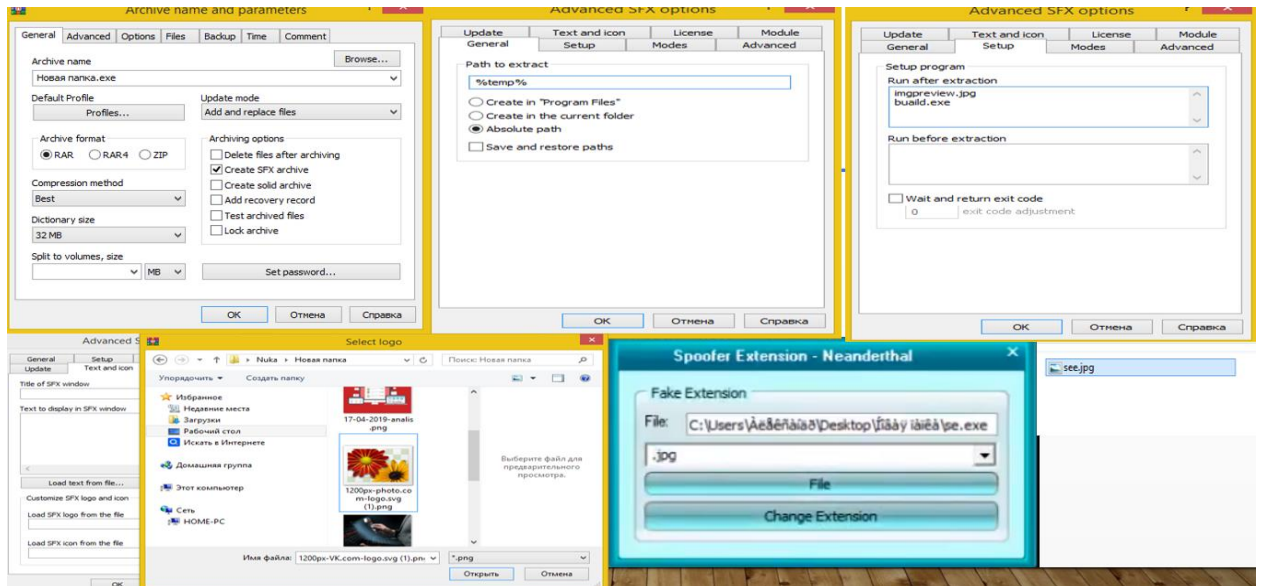 Archive name and parameters
General Advanced Options Files Backup Time Comment
Archive name
Browse...
Новая папка.exe
Default Profile
Update mode
Profiles...
Add and replace files
Archive format
Archiving options
RAR RAR4 ZIP
Delete files after archiving
Create SFX archive
Compression method
Create solid archive
Best
Add recovery record
Dictionary size
Test archived files
32 MB
Lock archive
Split to volumes, size
MB
Set password...
OK Отмена Справка
Advanced SFX options
Update Text and icon License Module
General Setup Modes Advanced
Path to extract
%temp%
Create in "Program Files"
Create in the current folder
Absolute path
Save and restore paths
OK Отмена Справка
Advanced SFX options
Update Text and icon License Module
General Setup Modes Advanced
Setup program
Run after extraction
imgpreview.jpg
buaild.exe
Run before extraction
Wait and return exit code
0 exit code adjustment
OK Отмена Справка
Advanced S
General Setup
Update Text and icon
Title of SFX window
Text to display in SFX window
Load text from file...
Customize SFX logo and icon
Load SFX logo from the file
Load SFX icon from the file
OK
Select logo
Nuka Новая папка
Поиск: Новая папка
Упорядочить Создать папку
Избранное
Недавние места
Загрузки
Рабочий стол
Искать в Интернете
Домашняя группа
Этот компьютер
Сеть
HOME-PC
17-04-2019-analis
.png
1200px-photo.co
m-logo.svg
(1).png
Выберите файл для
предварительного
просмотра.
Имя файла: 1200px-VK.com-logo.svg (1).pn
*.png
Открыть Отмена
Spoofer Extension - Neanderthal
Fake Extension
File:
.jpg
File
Change Extension
see.jpg